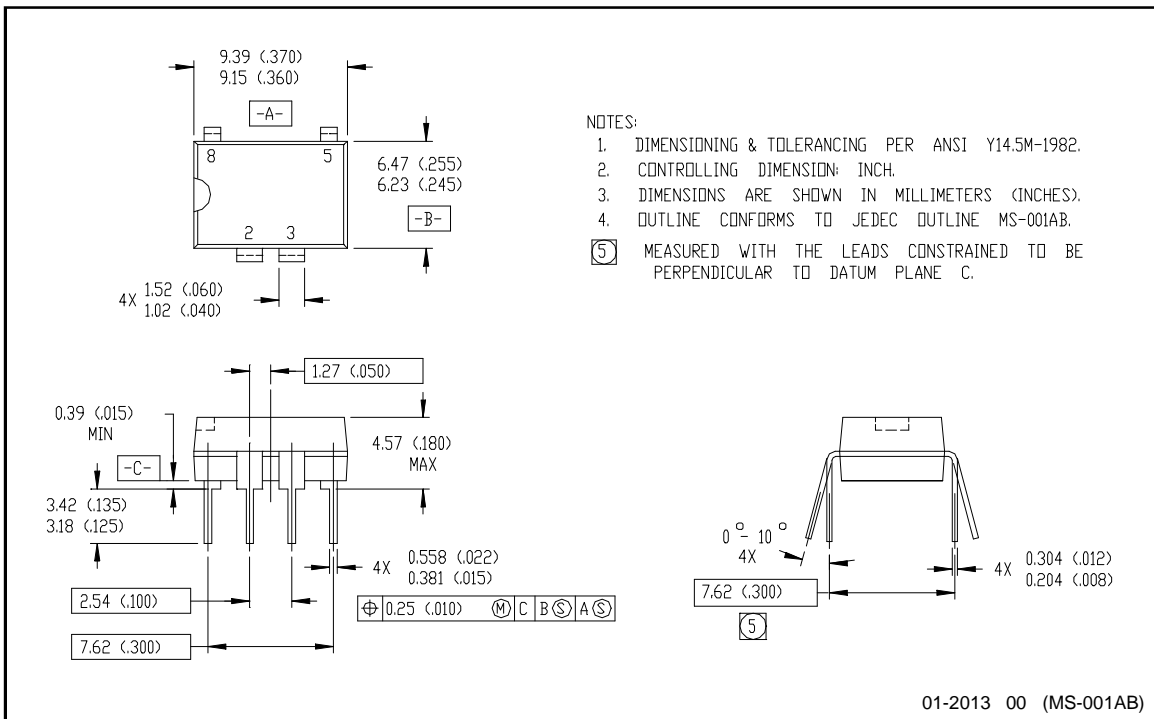 9.39 (.370)
9.15 (.360)
-A-
8
5
6.47 (.255)
6.23 (.245)
-B-
2
3
4X 1.52 (.060)
1.02 (.040)
NOTES:
1. DIMENSIONING & TOLERANCING PER ANSI Y14.5M-1982.
2. CONTROLLING DIMENSION: INCH.
3. DIMENSIONS ARE SHOWN IN MILLIMETERS (INCHES).
4. OUTLINE CONFORMS TO JEDEC OUTLINE MS-001AB.
5 MEASURED WITH THE LEADS CONSTRAINED TO BE
PERPENDICULAR TO DATUM PLANE C.
1.27 (.050)
0.39 (.015)
MIN
-C-
4.57 (.180)
MAX
3.42 (.135)
3.18 (.125)
4X 0.558 (.022)
0.381 (.015)
2.54 (.100)
⌖ 0.25 (.010) Ⓜ C BⓈ AⓈ
7.62 (.300)
0° - 10°
4X
4X 0.304 (.012)
0.204 (.008)
7.62 (.300)
5
01-2013 00 (MS-001AB)